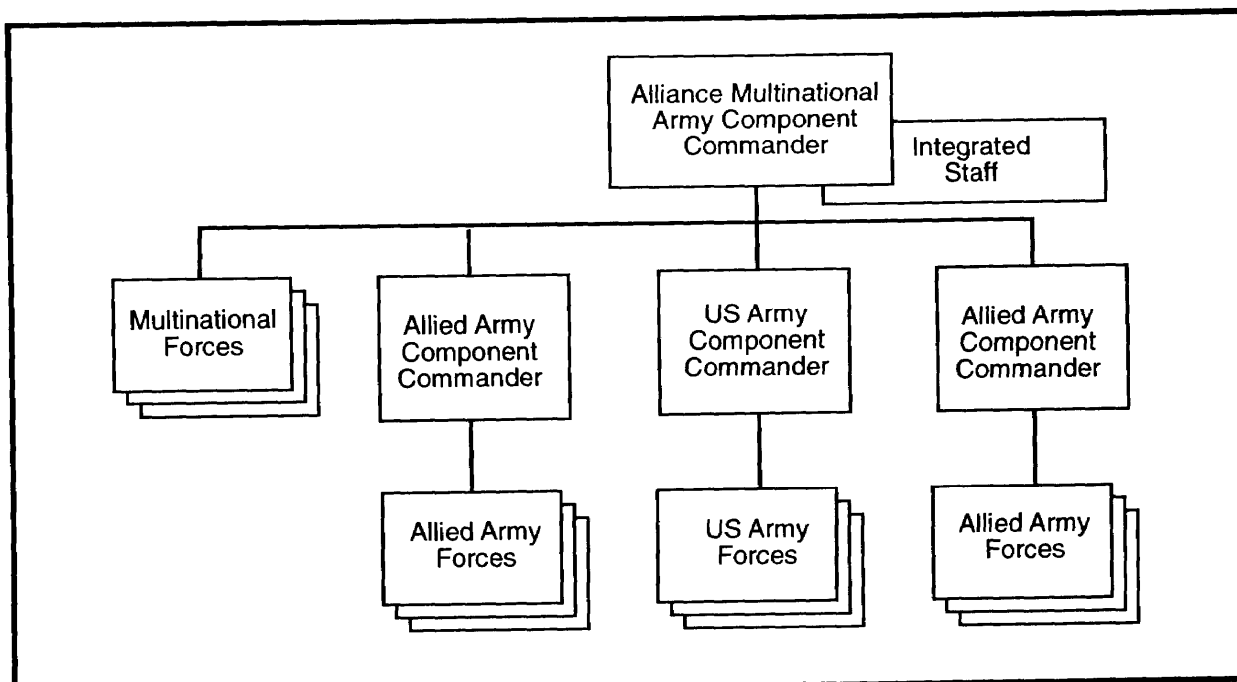 Alliance Multinational
Army Component
Commander
Integrated
Staff
Multinational
Forces
Allied Army
Component
Commander
US Army
Component
Commander
Allied Army
Component
Commander
Allied Army
Forces
US Army
Forces
Allied Army
Forces